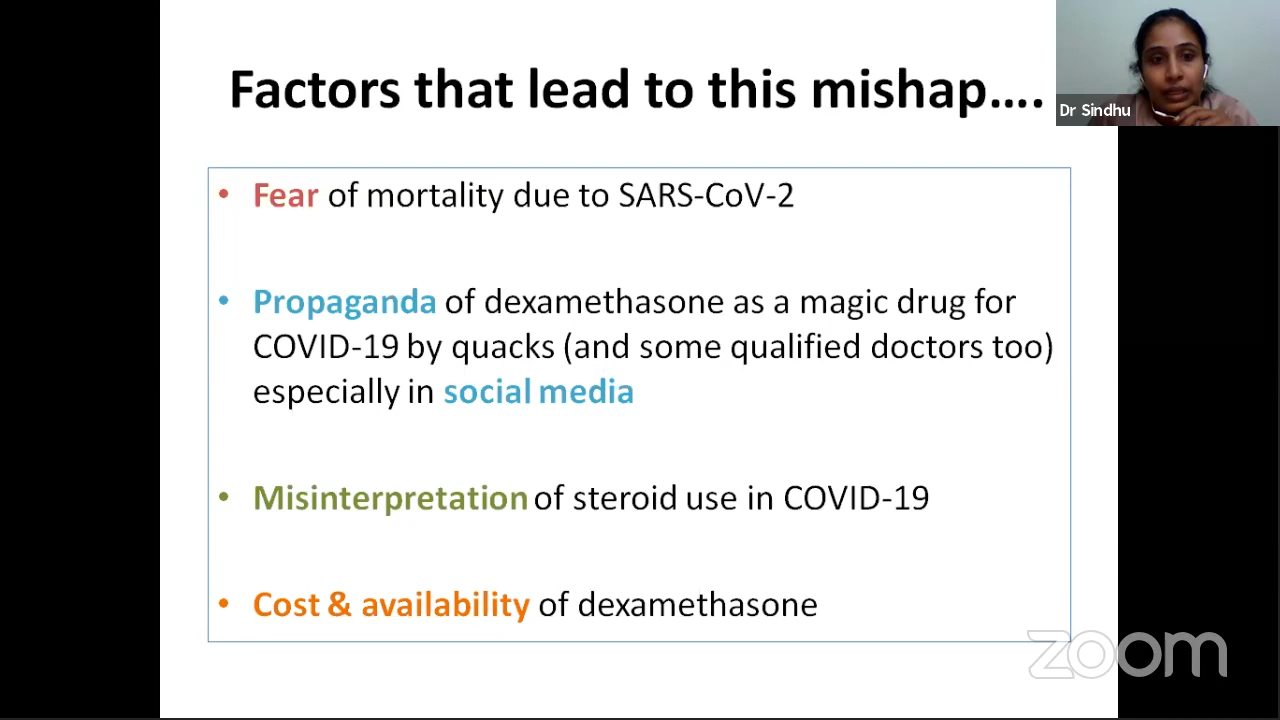 Factors that lead to this mishap….
Dr Sindhu
• Fear of mortality due to SARS-CoV-2
• Propaganda of dexamethasone as a magic drug for
COVID-19 by quacks (and some qualified doctors too)
especially in social media
• Misinterpretation of steroid use in COVID-19
• Cost & availability of dexamethasone
zoom